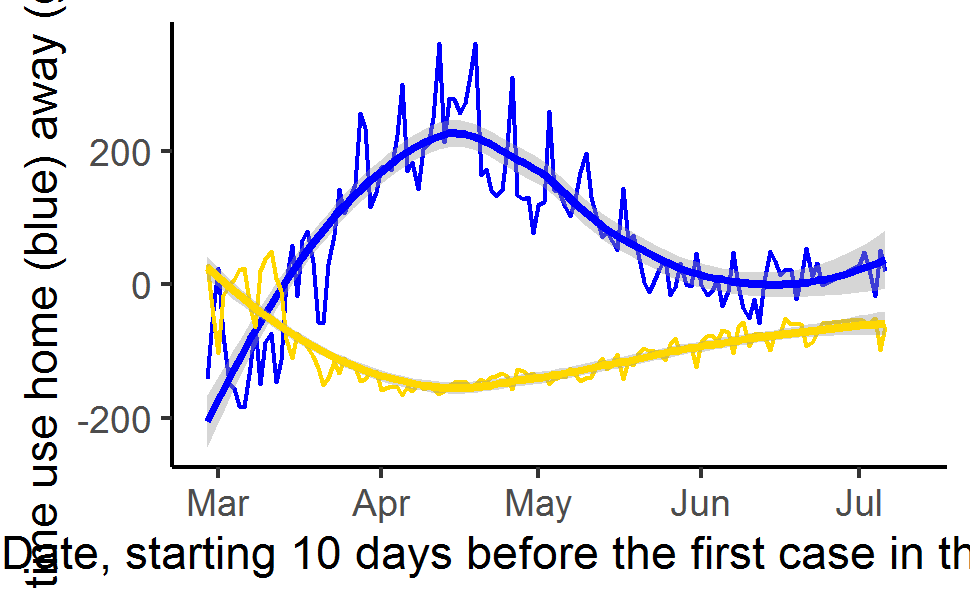 time use home (blue) away (
200
0
-200
Mar Apr May Jun Jul
Date, starting 10 days before the first case in th